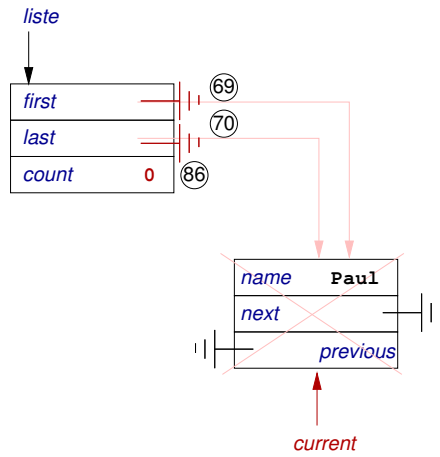 liste
first 69
last 70
count 0 86
name Paul
next
previous
current